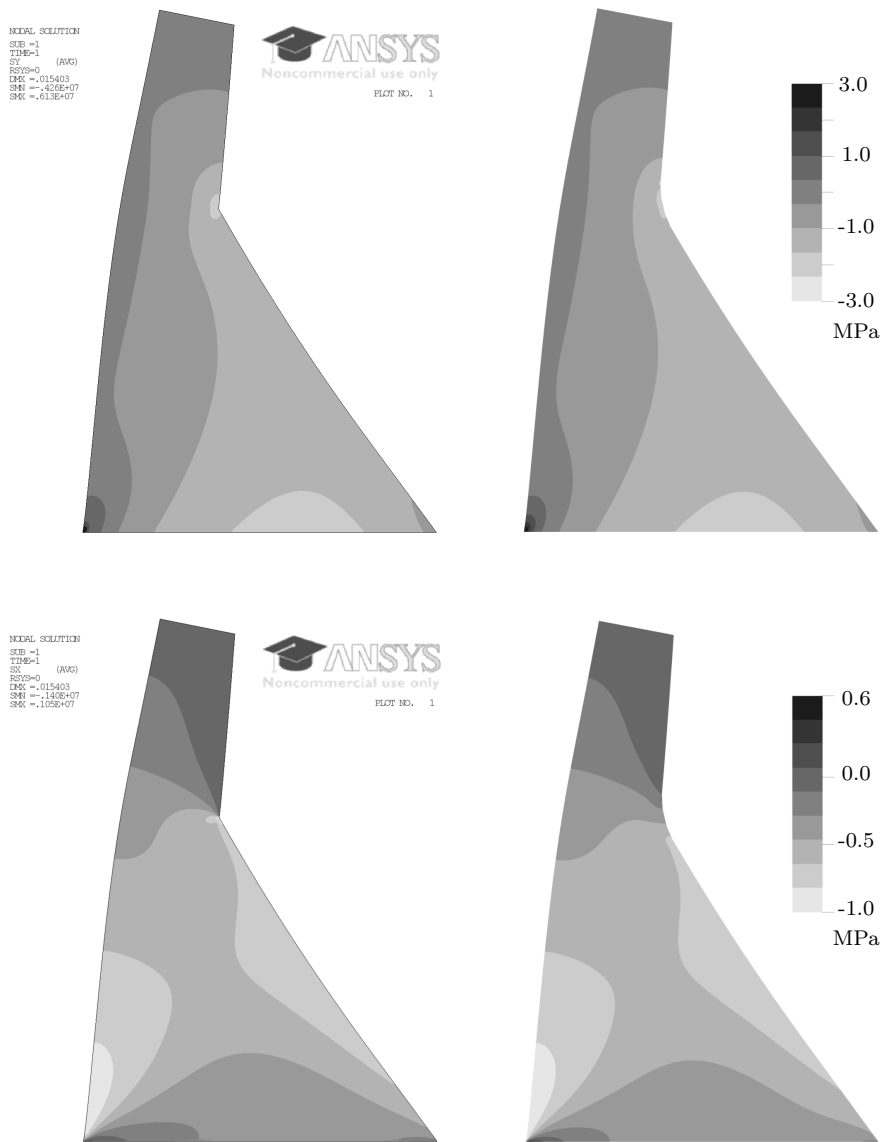 NODAL SOLUTION
SUB =1
TIME=1
SY (AVG)
RSYS=0
DMX =.015403
SMN =-.426E+07
SMX =.613E+07
ANSYS
Noncommercial use only
PLOT NO. 1
3.0
1.0
-1.0
-3.0
MPa
NODAL SOLUTION
SUB =1
TIME=1
SX (AVG)
RSYS=0
DMX =.015403
SMN =-.140E+07
SMX =.105E+07
ANSYS
Noncommercial use only
PLOT NO. 1
0.6
0.0
-0.5
-1.0
MPa